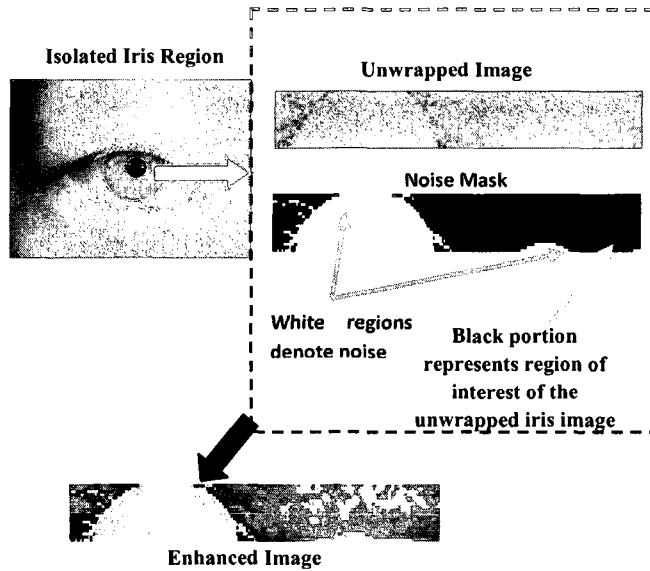 Isolated Iris Region
Unwrapped Image
Noise Mask
White regions
denote noise
Black portion
represents region of
interest of the
unwrapped iris image
Enhanced Image